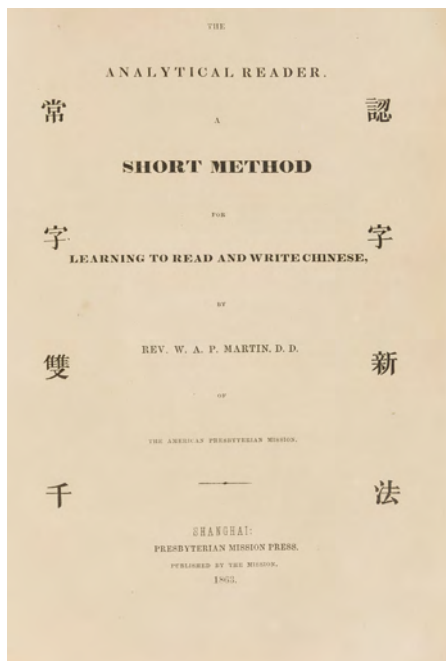 THE
ANALYTICAL READER.
A
SHORT METHOD
FOR
LEARNING TO READ AND WRITE CHINESE,
BY
REV. W. A. P. MARTIN, D. D.
OF
THE AMERICAN PRESBYTERIAN MISSION.
SHANGHAI:
PRESBYTERIAN MISSION PRESS.
PUBLISHED BY THE MISSION,
1863.
認字新法
常字雙千